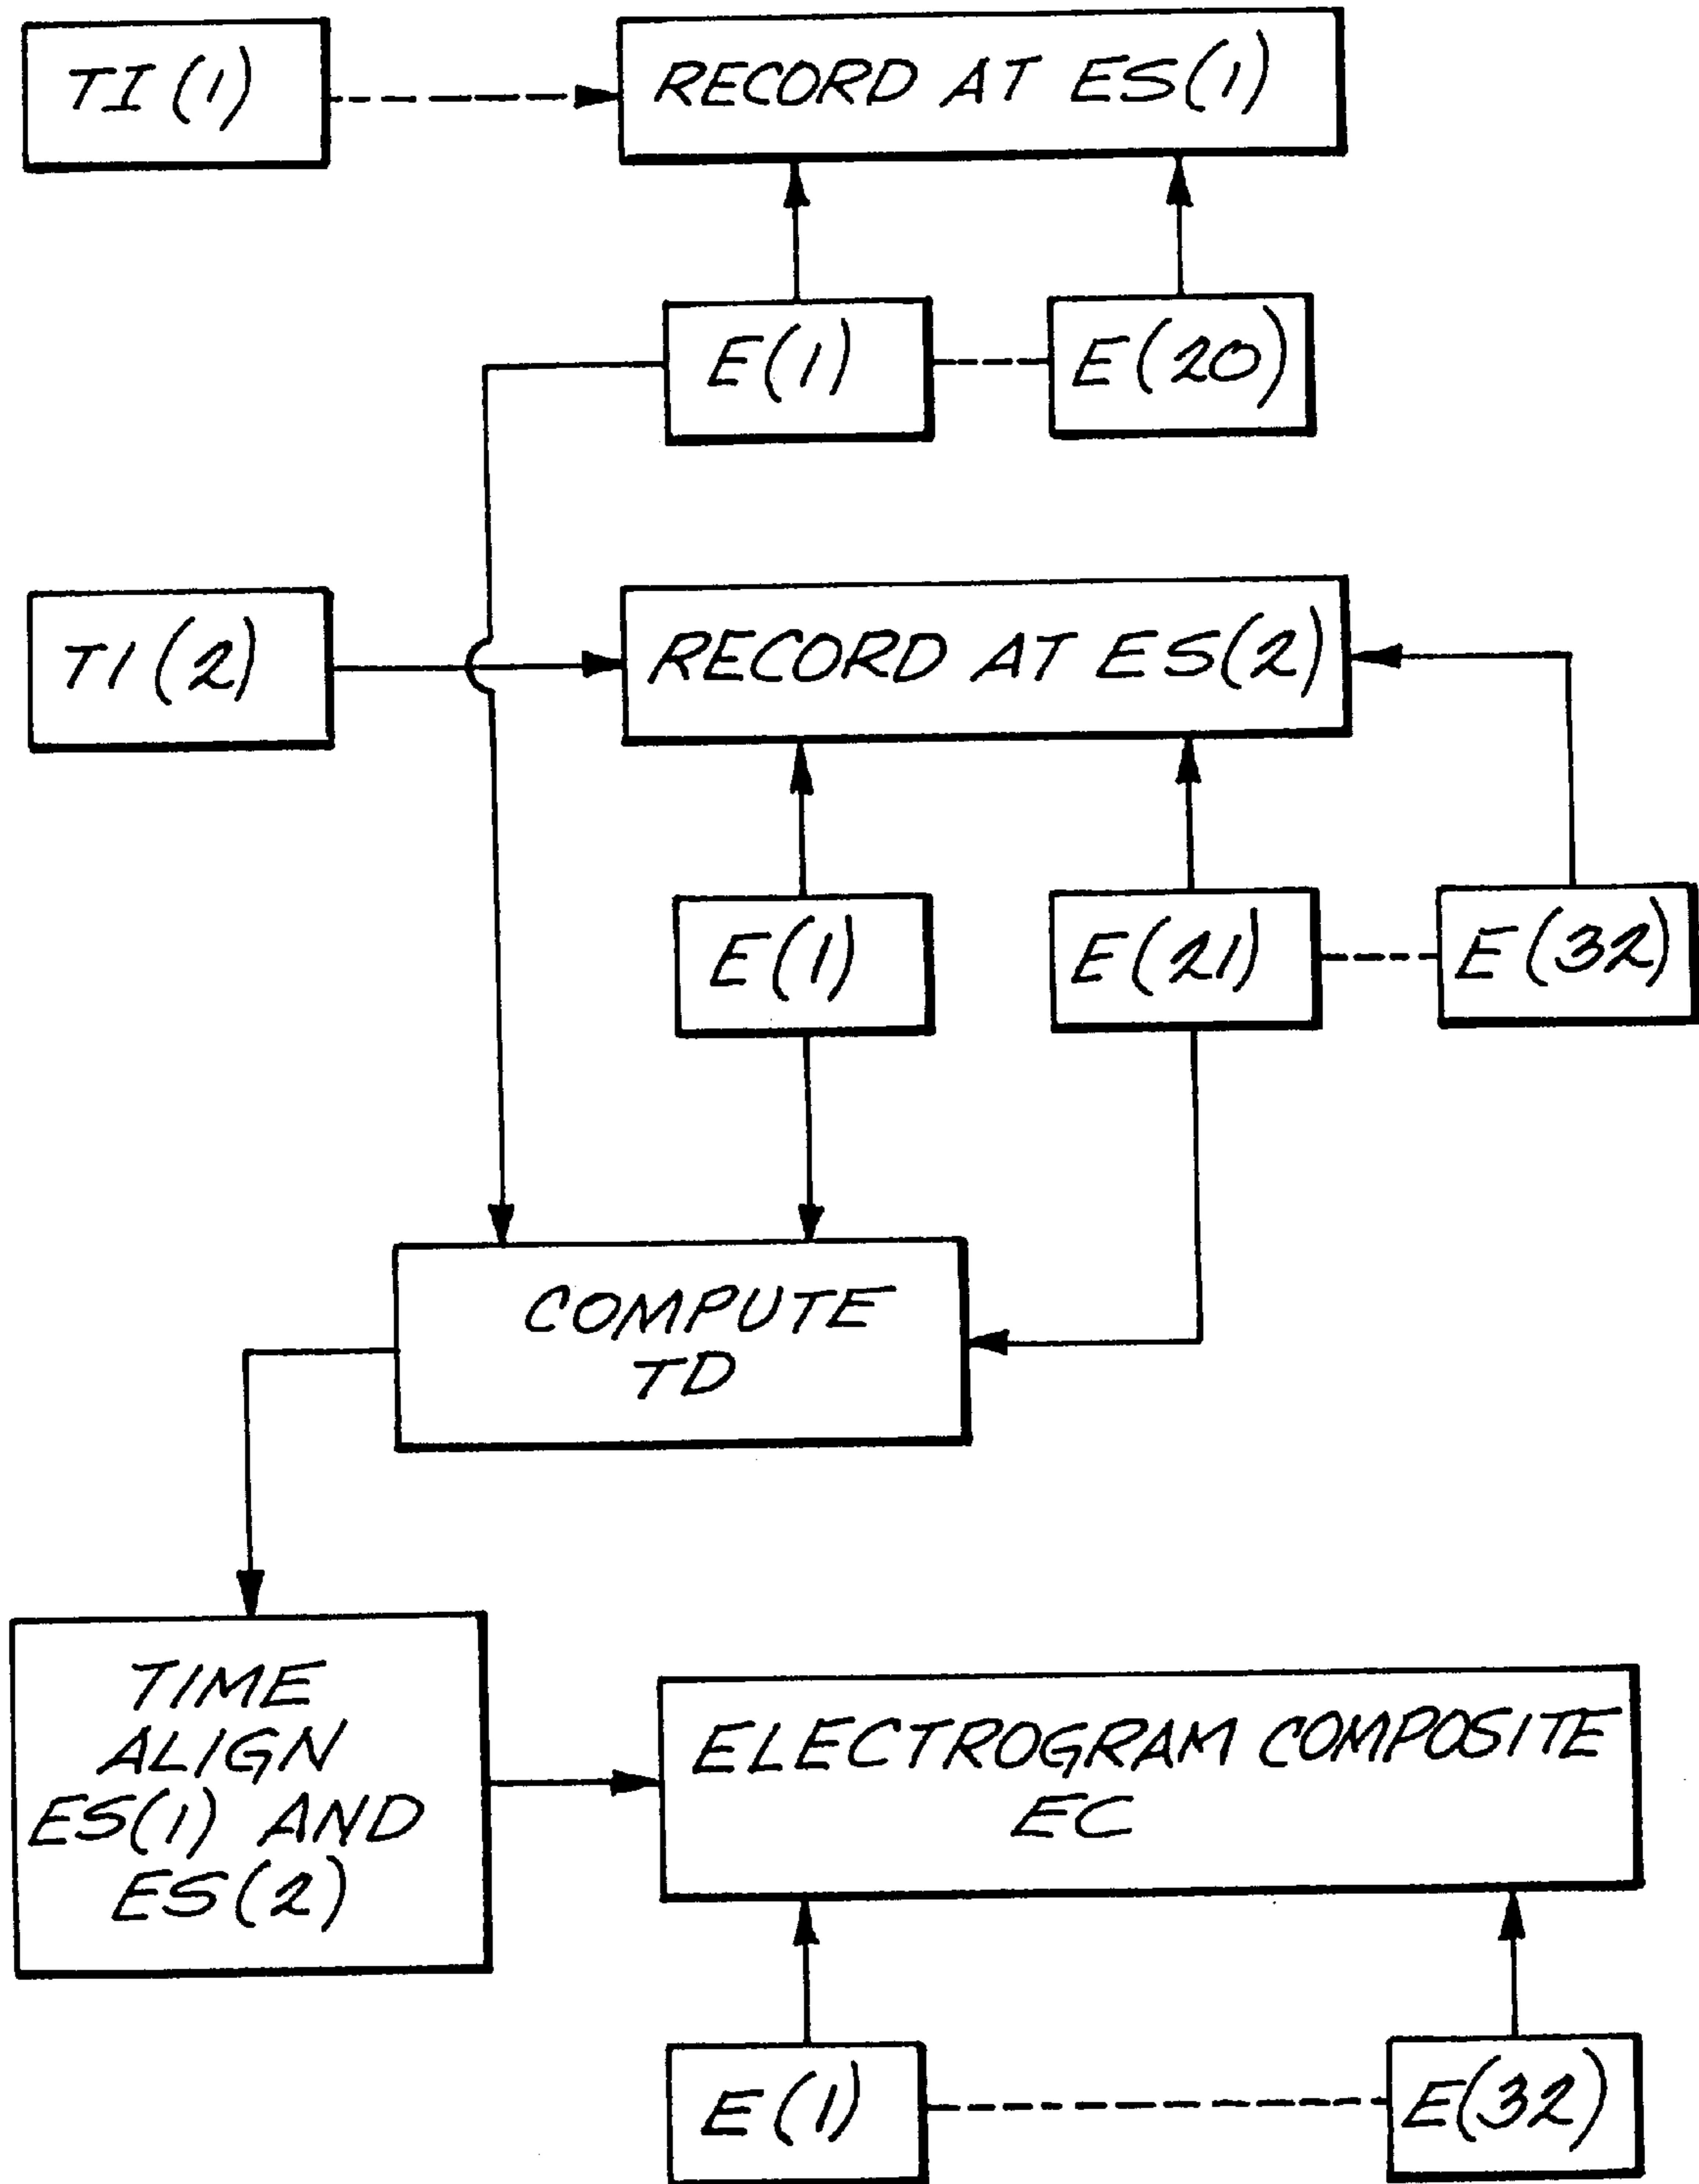 TI(1)
RECORD AT ES(1)
E(1)
E(20)
TI(2)
RECORD AT ES(2)
E(1)
E(21)
E(32)
COMPUTE
TD
TIME
ALIGN
ES(1) AND
ES(2)
ELECTROGRAM COMPOSITE
EC
E(1)
E(32)